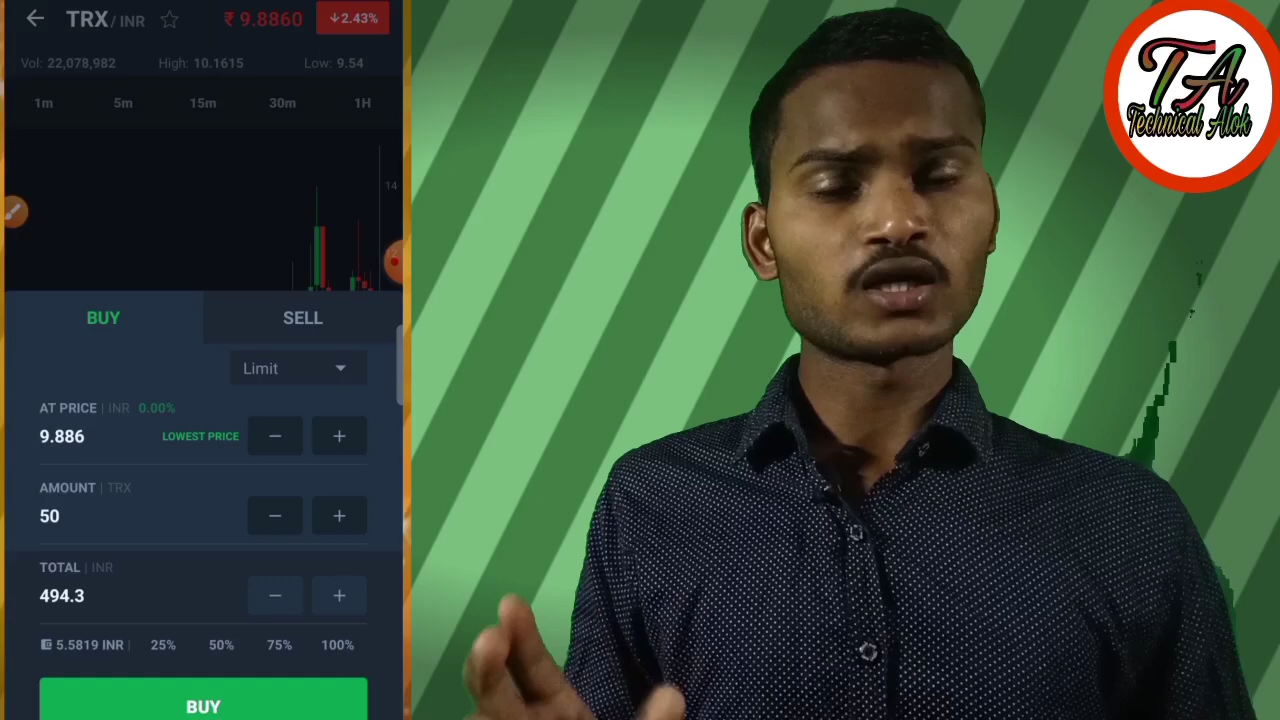 TRX / INR ₹ 9.8860 ↓2.43%
Vol: 22,078,982 High: 10.1615 Low: 9.54
1m 5m 15m 30m 1H
14
BUY SELL
Limit
AT PRICE | INR 0.00%
9.886 LOWEST PRICE − +
AMOUNT | TRX
50 − +
TOTAL | INR
494.3 − +
5.5819 INR | 25% 50% 75% 100%
BUY
TA
Technical Alok